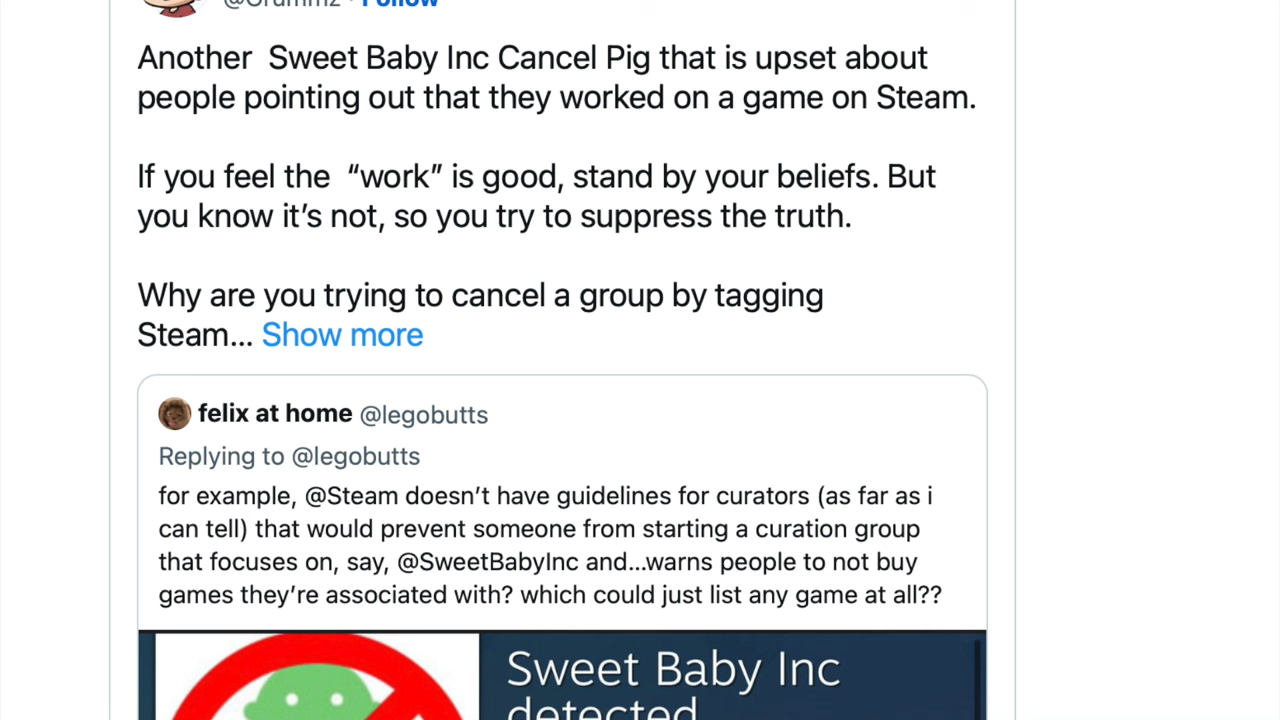 @Grummz · Follow
Another Sweet Baby Inc Cancel Pig that is upset about
people pointing out that they worked on a game on Steam.
If you feel the “work” is good, stand by your beliefs. But
you know it’s not, so you try to suppress the truth.
Why are you trying to cancel a group by tagging
Steam... Show more
felix at home @legobutts
Replying to @legobutts
for example, @Steam doesn’t have guidelines for curators (as far as i
can tell) that would prevent someone from starting a curation group
that focuses on, say, @SweetBabyInc and...warns people to not buy
games they’re associated with? which could just list any game at all??
Sweet Baby Inc
detected